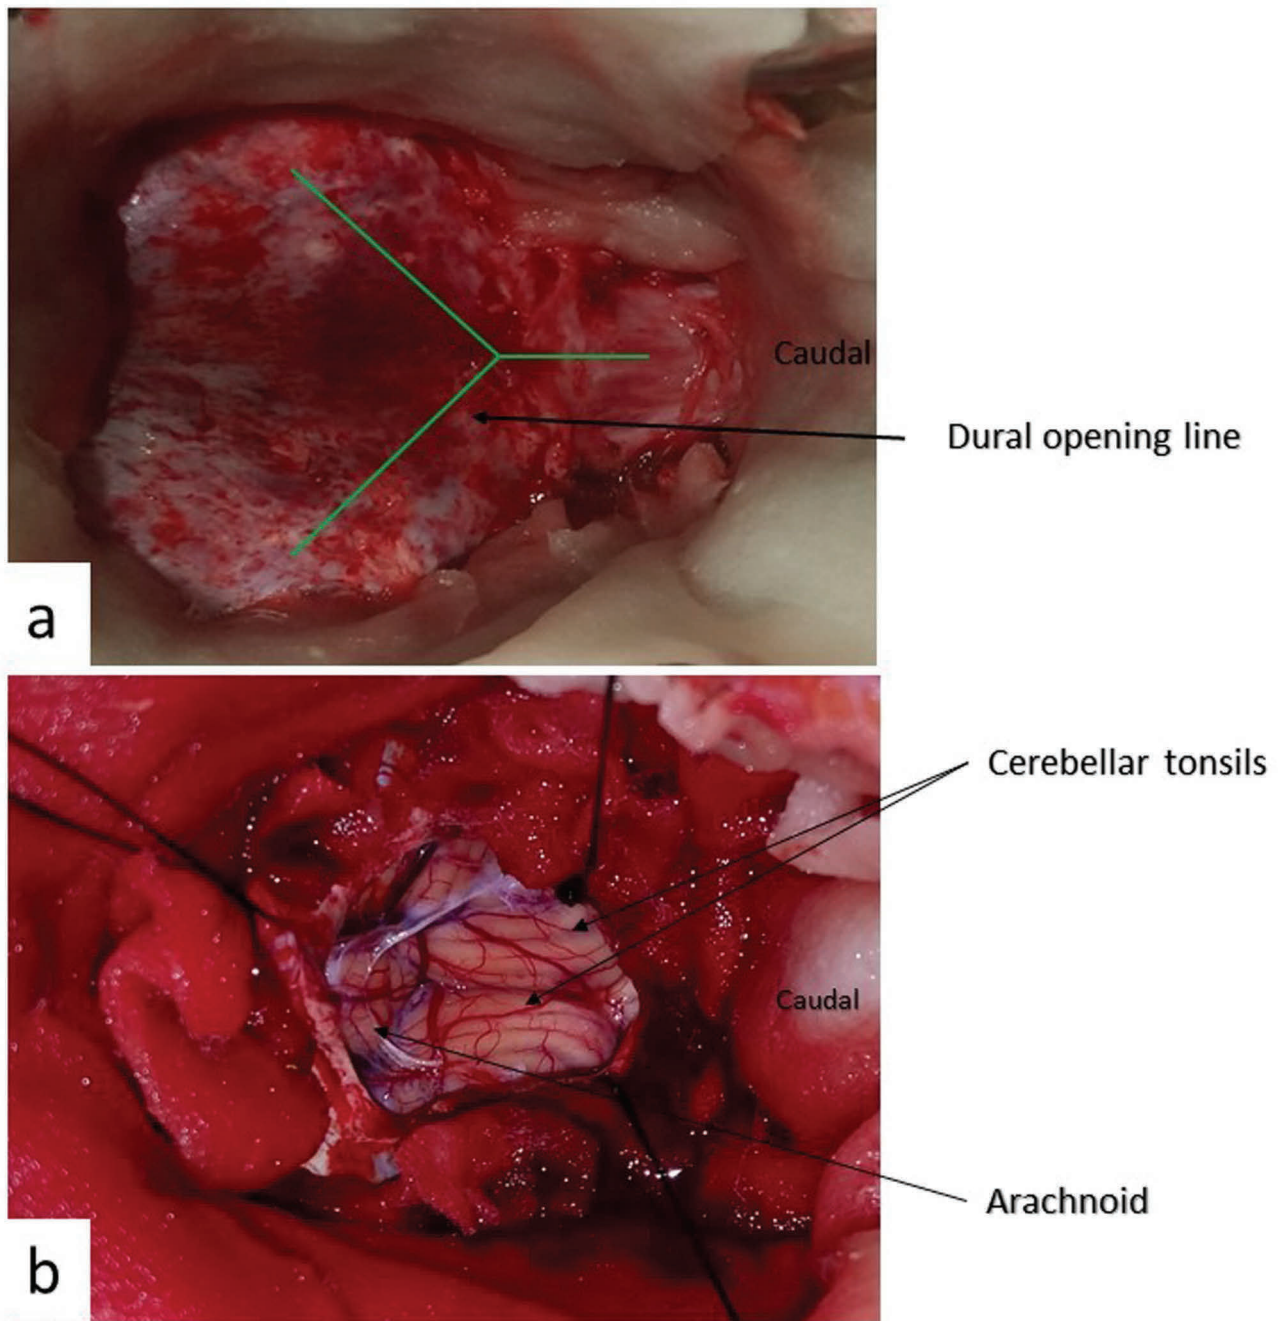 Caudal
Dural opening line
a
Cerebellar tonsils
Caudal
Arachnoid
b